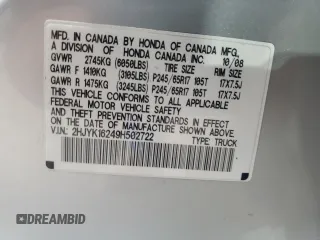 MFD. IN CANADA BY HONDA OF CANADA MFG.,
A DIVISION OF HONDA CANADA INC. 10/08
GVWR 2745KG (6050LBS) TIRE SIZE RIM SIZE
GAWR F 1410KG (3105LBS) P245/65R17 105T 17X7.5J
GAWR R 1475KG (3245LBS) P245/65R17 105T 17X7.5J
THIS VEHICLE CONFORMS TO ALL APPLICABLE
FEDERAL MOTOR VEHICLE SAFETY
AND THEFT PREVENTION STANDARDS IN EFFECT ON THE DATE OF MANUFACTURE SHOWN ABOVE.
V.I.N.: 2HJYK16249H502722 TYPE: TRUCK
DREAMBID